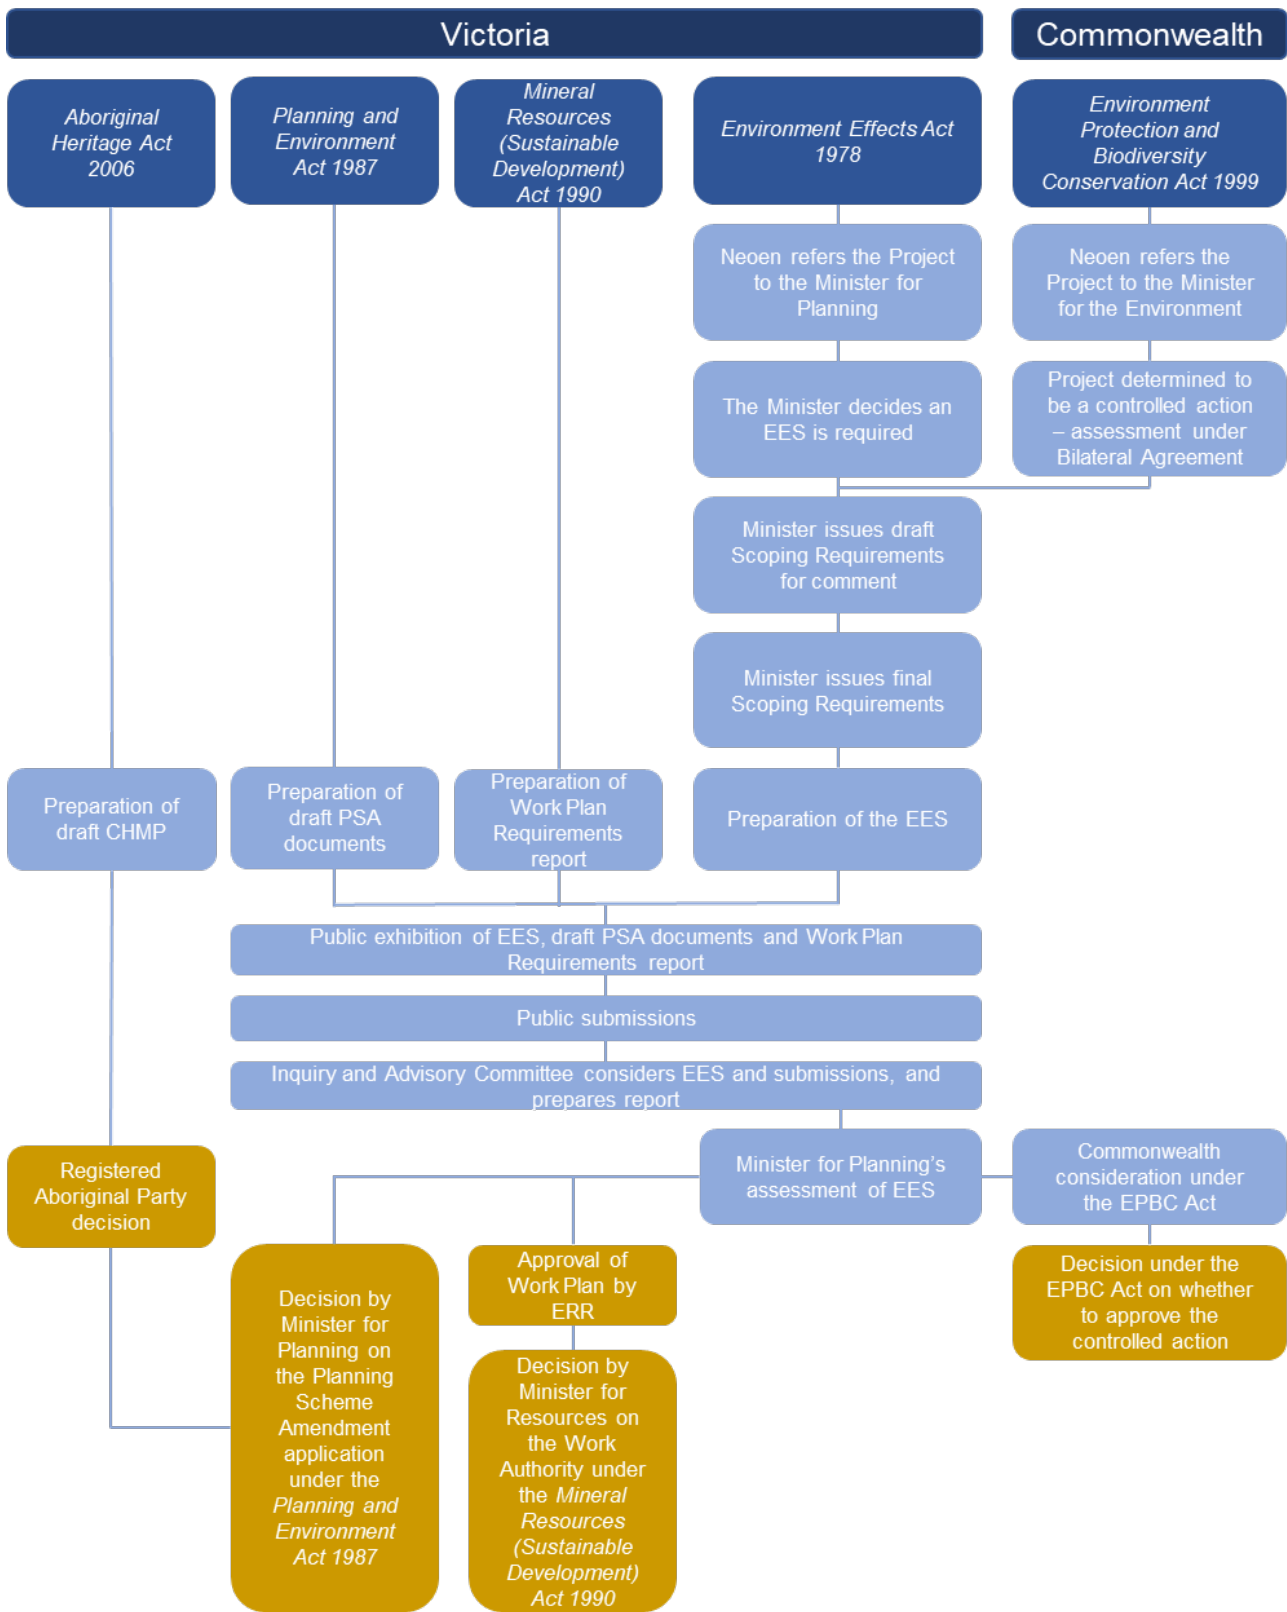 Victoria
Commonwealth
Aboriginal
Heritage Act
2006
Planning and
Environment
Act 1987
Mineral
Resources
(Sustainable
Development)
Act 1990
Environment Effects Act
1978
Environment
Protection and
Biodiversity
Conservation Act 1999
Neoen refers the Project
to the Minister for
Planning
Neoen refers the
Project to the Minister
for the Environment
The Minister decides an
EES is required
Project determined to
be a controlled action
– assessment under
Bilateral Agreement
Minister issues draft
Scoping Requirements
for comment
Minister issues final
Scoping Requirements
Preparation of
draft CHMP
Preparation of
draft PSA
documents
Preparation of
Work Plan
Requirements
report
Preparation of the EES
Public exhibition of EES, draft PSA documents and Work Plan
Requirements report
Public submissions
Inquiry and Advisory Committee considers EES and submissions, and
prepares report
Registered
Aboriginal Party
decision
Minister for Planning's
assessment of EES
Commonwealth
consideration under
the EPBC Act
Decision by
Minister for
Planning on
the Planning
Scheme
Amendment
application
under the
Planning and
Environment
Act 1987
Approval of
Work Plan by
ERR
Decision by
Minister for
Resources on
the Work
Authority under
the Mineral
Resources
(Sustainable
Development)
Act 1990
Decision under the
EPBC Act on whether
to approve the
controlled action